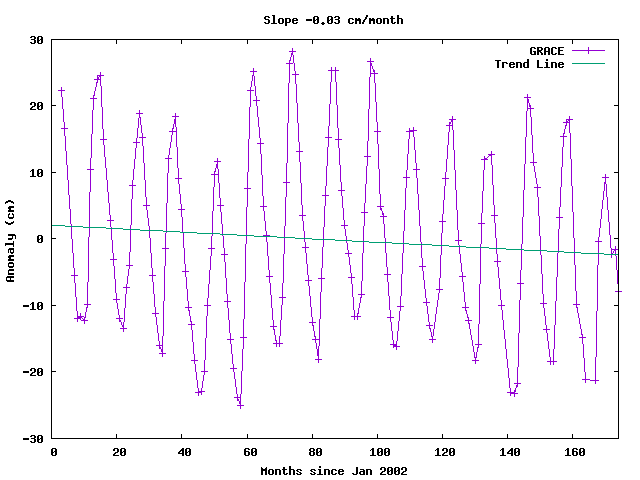 Slope -0.03 cm/month
GRACE
Trend Line
30
20
10
0
-10
-20
-30
Anomaly (cm)
0 20 40 60 80 100 120 140 160
Months since Jan 2002